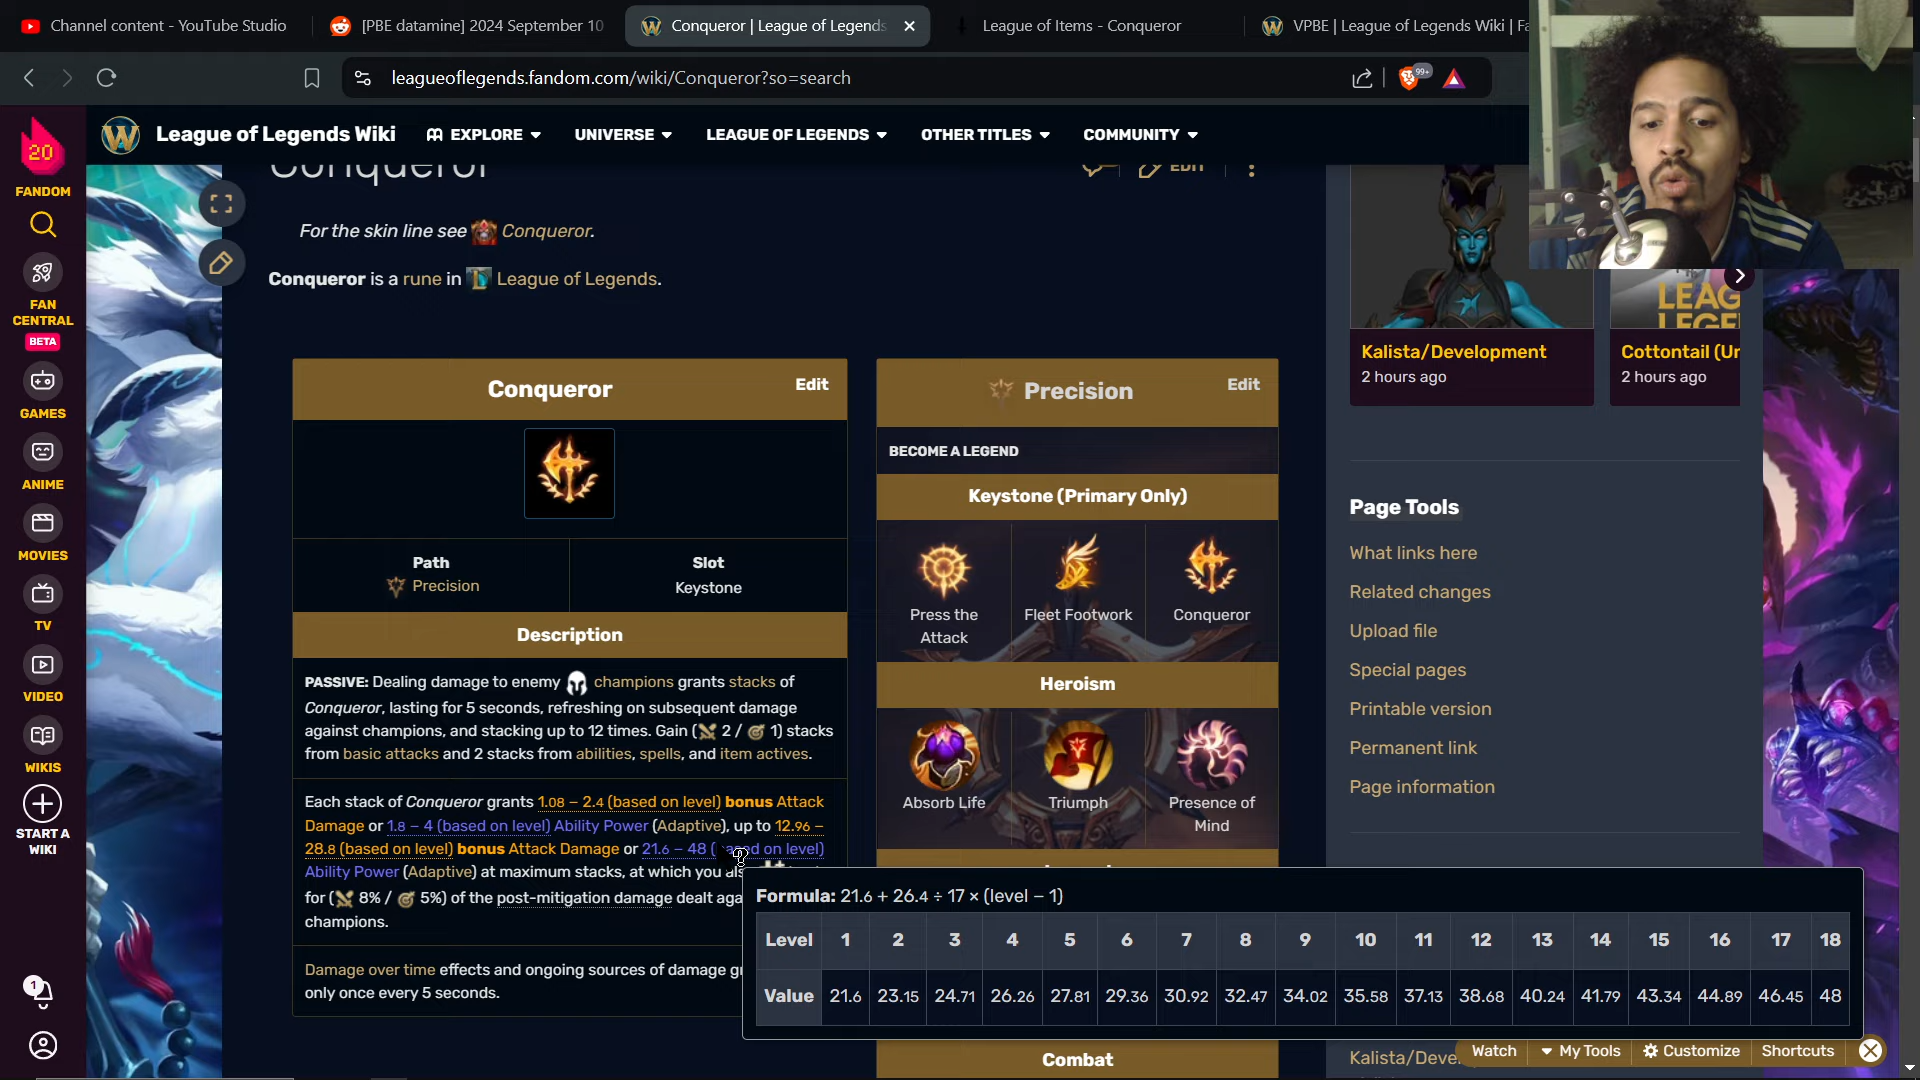 Channel content - YouTube Studio
[PBE datamine] 2024 September 10
Conqueror | League of Legends
League of Items - Conqueror
VPBE | League of Legends Wiki | Fa
leagueoflegends.fandom.com/wiki/Conqueror?so=search
99+
20
FANDOM
FAN
CENTRAL
BETA
GAMES
ANIME
MOVIES
TV
VIDEO
WIKIS
START A
WIKI
1
League of Legends Wiki
EXPLORE
UNIVERSE
LEAGUE OF LEGENDS
OTHER TITLES
COMMUNITY
Conqueror
EDIT
For the skin line see Conqueror.
Conqueror is a rune in League of Legends.
Conqueror
Edit
Path
Precision
Slot
Keystone
Description
PASSIVE: Dealing damage to enemy champions grants stacks of
Conqueror, lasting for 5 seconds, refreshing on subsequent damage
against champions, and stacking up to 12 times. Gain ( 2 / 1) stacks
from basic attacks and 2 stacks from abilities, spells, and item actives.
Each stack of Conqueror grants 1.08 – 2.4 (based on level) bonus Attack
Damage or 1.8 – 4 (based on level) Ability Power (Adaptive), up to 12.96 –
28.8 (based on level) bonus Attack Damage or 21.6 – 48 (based on level)
Ability Power (Adaptive) at maximum stacks, at which you als
for ( 8% / 5%) of the post-mitigation damage dealt aga
champions.
Damage over time effects and ongoing sources of damage gr
only once every 5 seconds.
Precision
Edit
BECOME A LEGEND
Keystone (Primary Only)
Press the
Attack
Fleet Footwork
Conqueror
Heroism
Absorb Life
Triumph
Presence of
Mind
Combat
Formula: 21.6 + 26.4 ÷ 17 × (level – 1)
Level 1 2 3 4 5 6 7 8 9 10 11 12 13 14 15 16 17 18
Value 21.6 23.15 24.71 26.26 27.81 29.36 30.92 32.47 34.02 35.58 37.13 38.68 40.24 41.79 43.34 44.89 46.45 48
LEAG
LEGE
Kalista/Development
2 hours ago
Cottontail (Ur
2 hours ago
Page Tools
What links here
Related changes
Upload file
Special pages
Printable version
Permanent link
Page information
Kalista/Deve
Watch
My Tools
Customize
Shortcuts